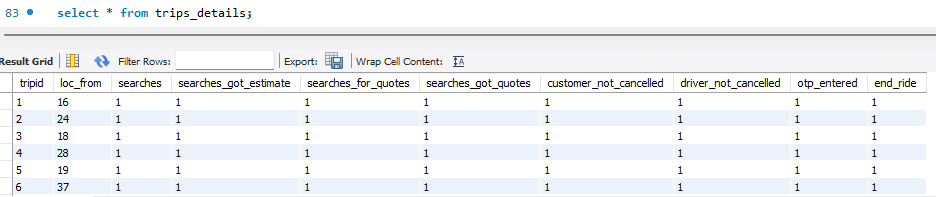 83 select * from trips_details;
Result Grid Filter Rows: Export: Wrap Cell Content:
tripid loc_from searches searches_got_estimate searches_for_quotes searches_got_quotes customer_not_cancelled driver_not_cancelled otp_entered end_ride
1 16 1 1 1 1 1 1 1 1
2 24 1 1 1 1 1 1 1 1
3 18 1 1 1 1 1 1 1 1
4 28 1 1 1 1 1 1 1 1
5 19 1 1 1 1 1 1 1 1
6 37 1 1 1 1 1 1 1 1